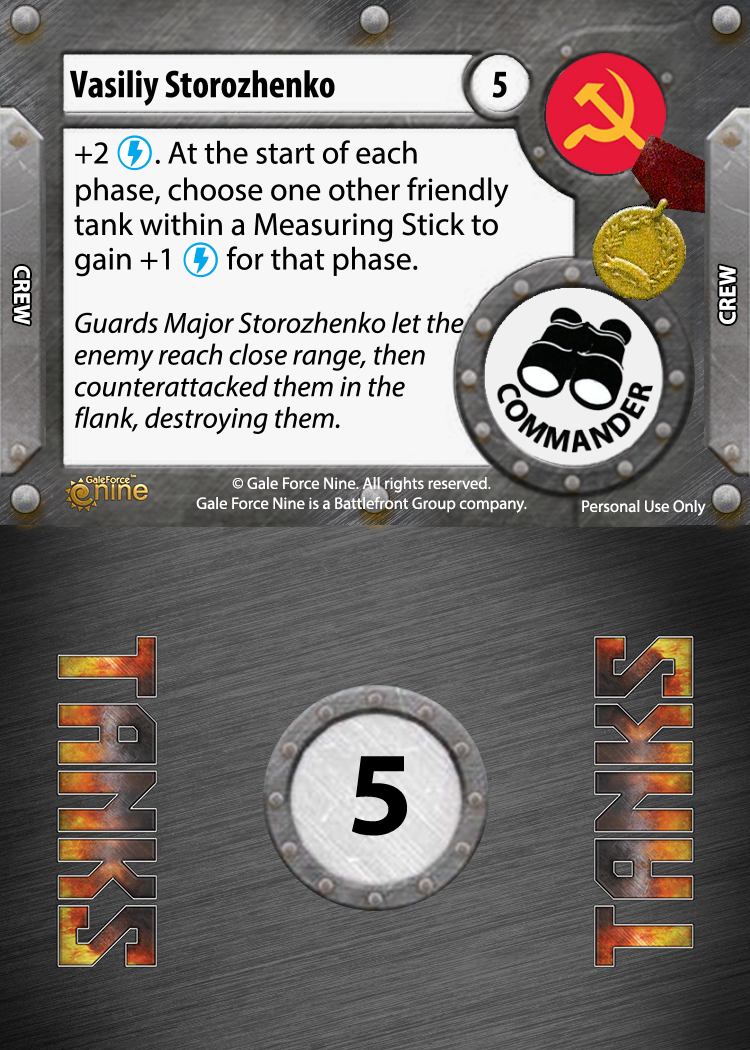 Vasiliy Storozhenko
5
+2 . At the start of each
phase, choose one other friendly
tank within a Measuring Stick to
gain +1 for that phase.
Guards Major Storozhenko let the
enemy reach close range, then
counterattacked them in the
flank, destroying them.
CREW
CREW
COMMANDER
GaleForce™
nine
© Gale Force Nine. All rights reserved.
Gale Force Nine is a Battlefront Group company.
Personal Use Only
TANKS
5
TANKS